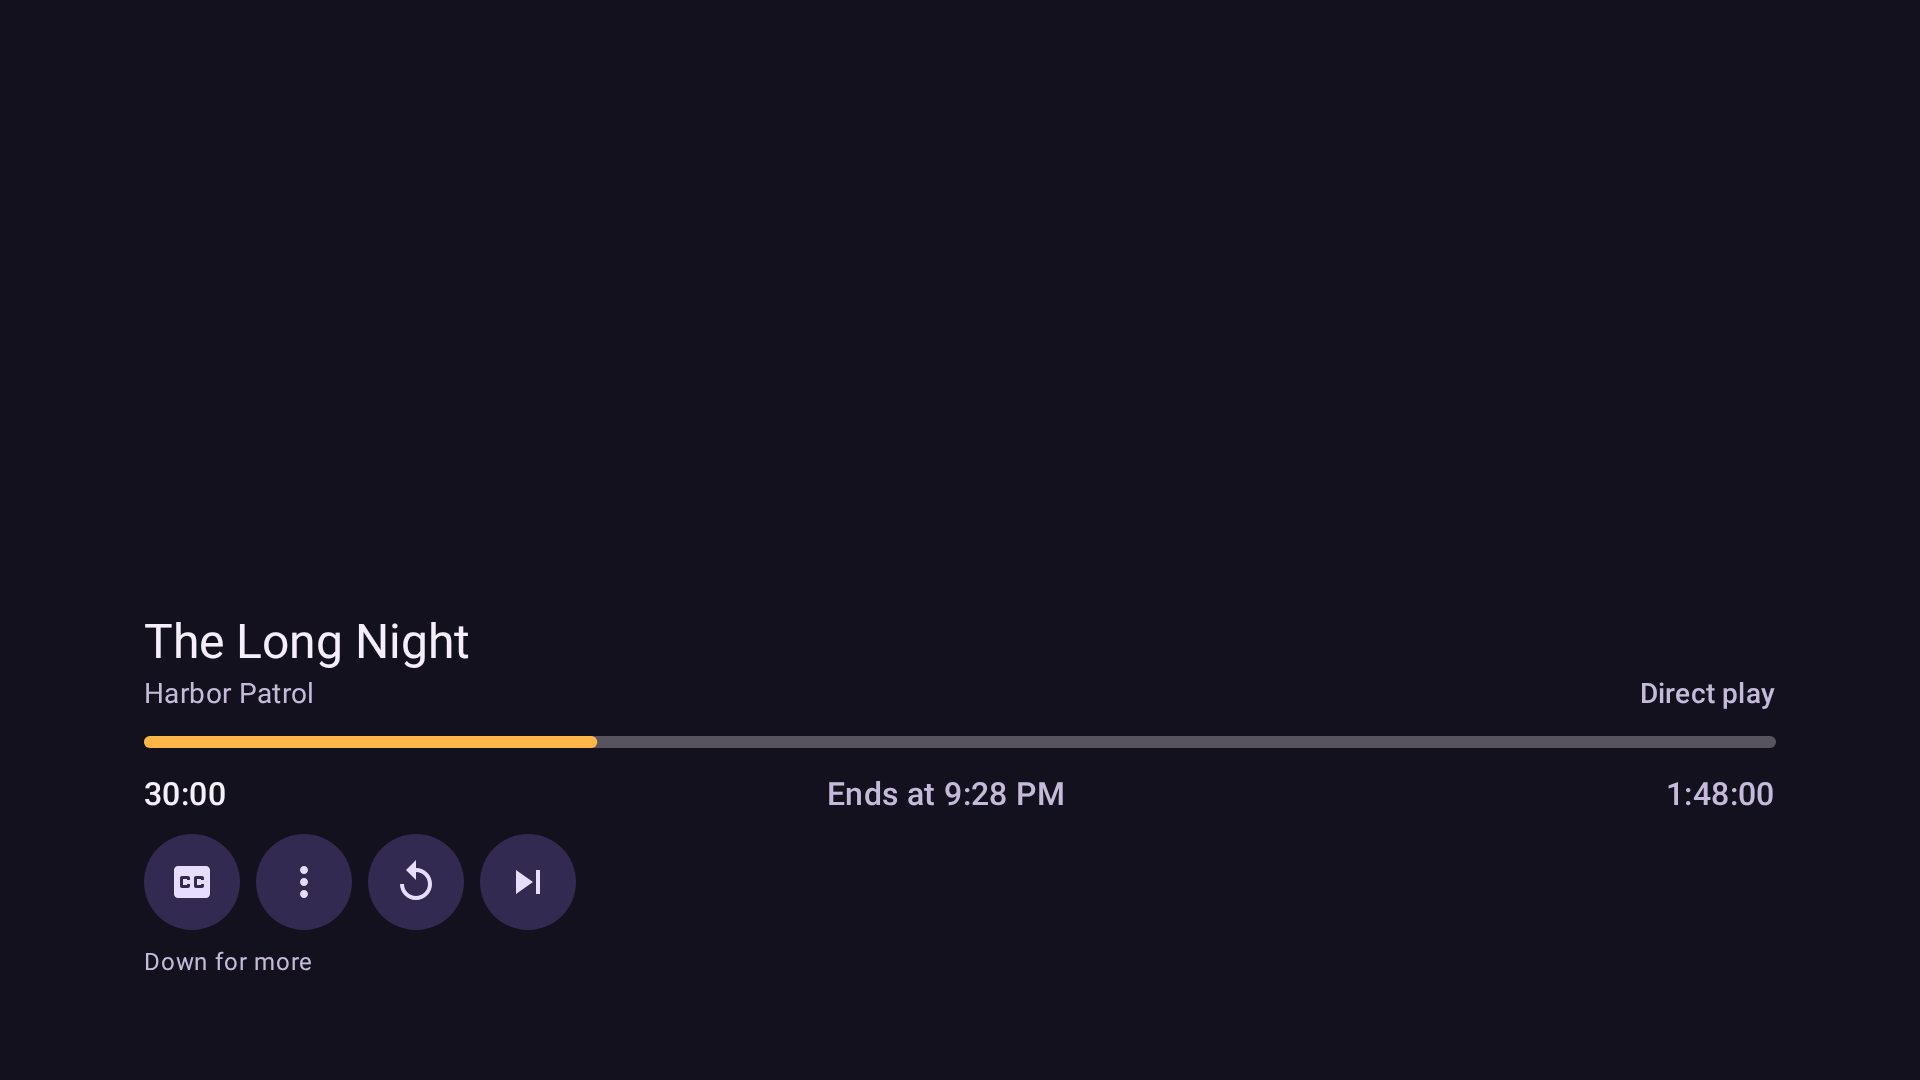 The Long Night
Harbor Patrol
Direct play
30:00
Ends at 9:28 PM
1:48:00
CC
Down for more